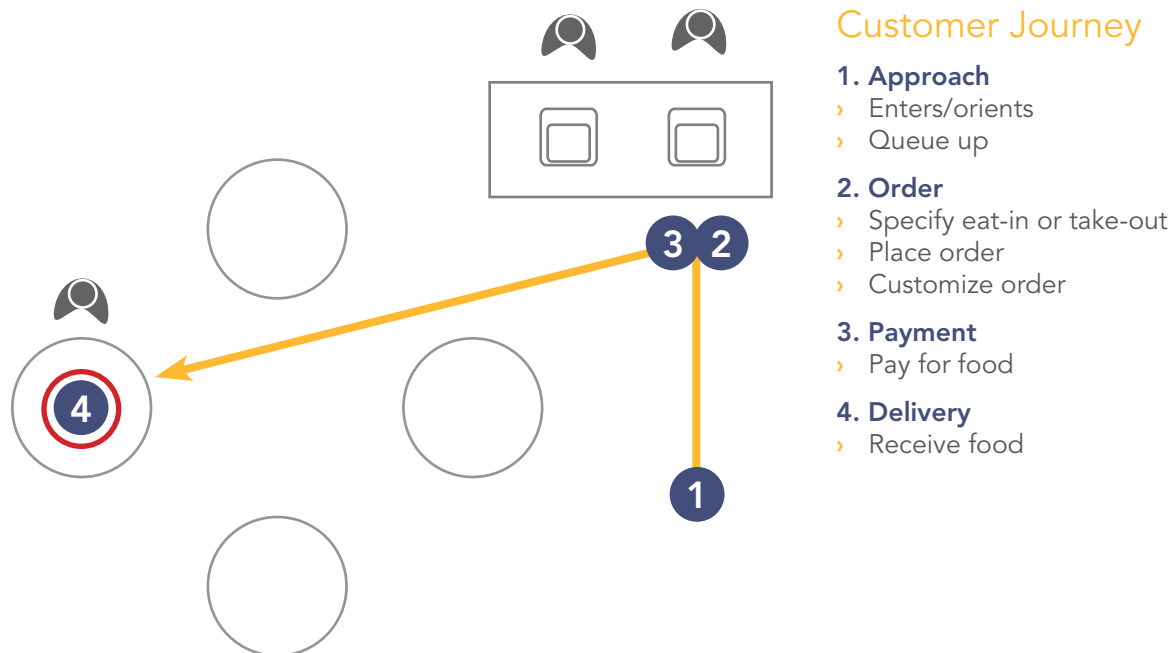 Customer Journey
1. Approach
› Enters/orients
› Queue up
2. Order
› Specify eat-in or take-out
› Place order
› Customize order
3. Payment
› Pay for food
4. Delivery
› Receive food
3 2
4
1